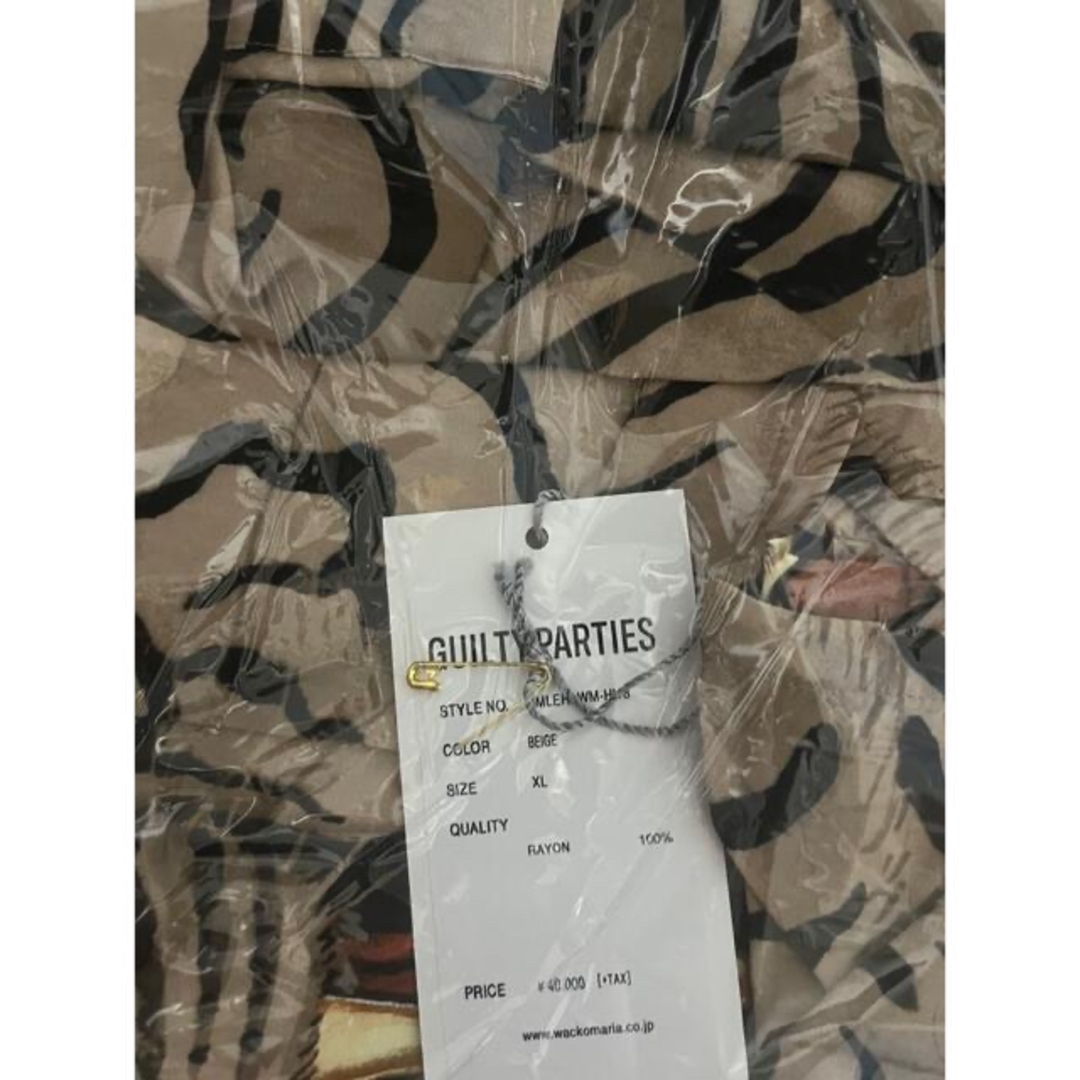 GUILTY PARTIES
STYLE NO.
COLOR BEIGE
SIZE XL
QUALITY
RAYON 100%
PRICE ¥40.000 [+TAX]
www.wackomaria.co.jp